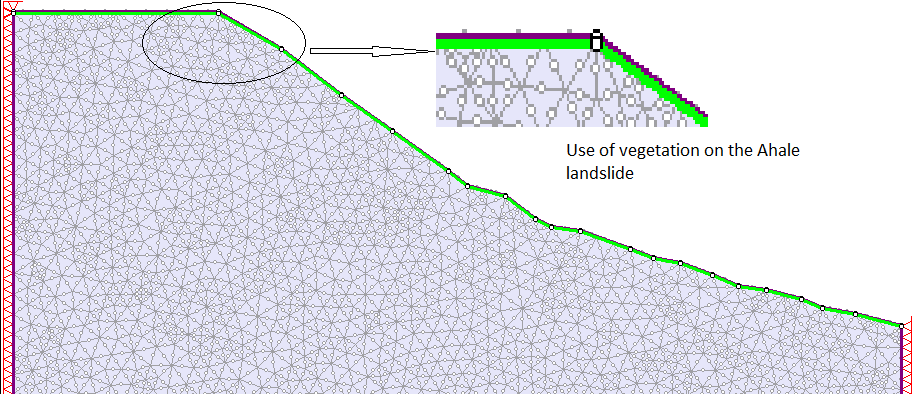 Use of vegetation on the Ahale
landslide